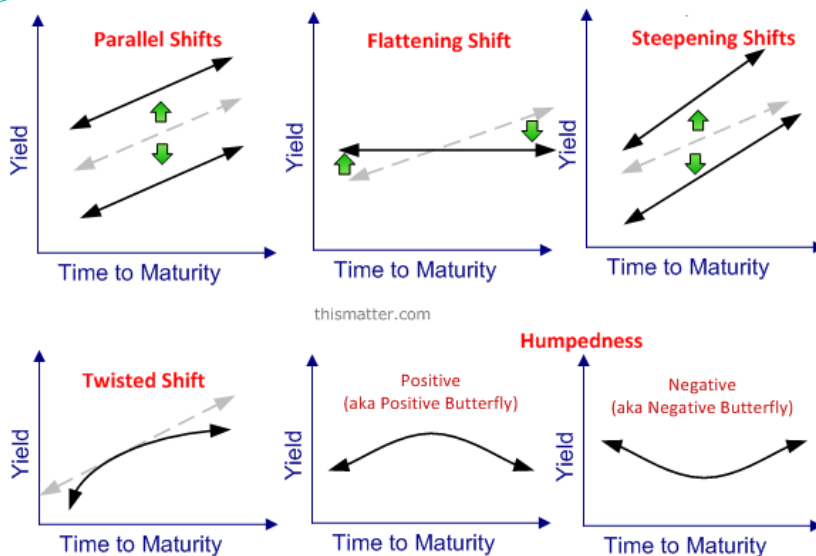 Parallel Shifts
Yield
Time to Maturity
Flattening Shift
Yield
Time to Maturity
Steepening Shifts
Yield
Time to Maturity
thismatter.com
Twisted Shift
Yield
Time to Maturity
Humpedness
Positive
(aka Positive Butterfly)
Yield
Time to Maturity
Negative
(aka Negative Butterfly)
Yield
Time to Maturity